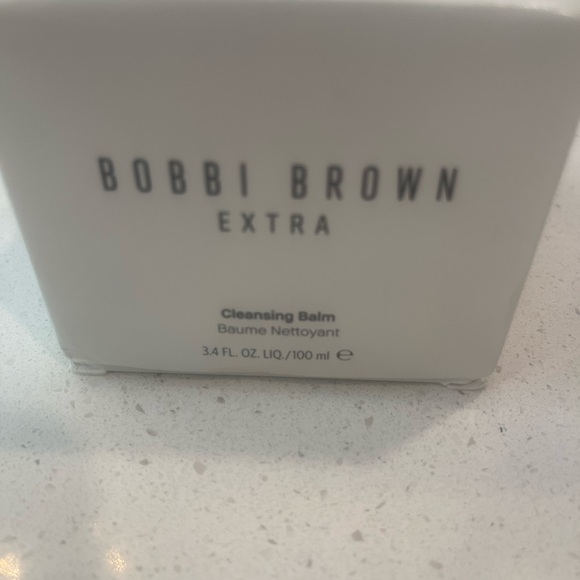 BOBBI BROWN
EXTRA
Cleansing Balm
Baume Nettoyant
3.4 FL. OZ. LIQ./100 ml ℮